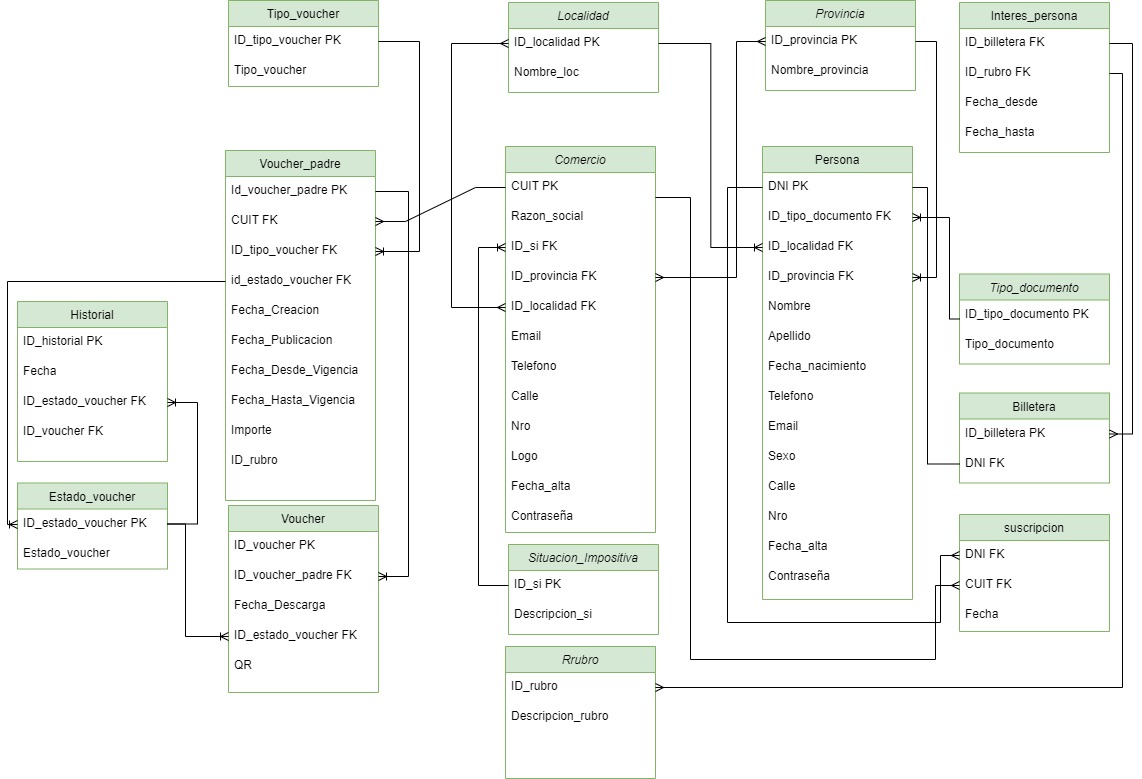 Tipo_voucher
ID_tipo_voucher PK
Tipo_voucher
Localidad
ID_localidad PK
Nombre_loc
Provincia
ID_provincia PK
Nombre_provincia
Interes_persona
ID_billetera FK
ID_rubro FK
Fecha_desde
Fecha_hasta
Voucher_padre
Id_voucher_padre PK
CUIT FK
ID_tipo_voucher FK
id_estado_voucher FK
Fecha_Creacion
Fecha_Publicacion
Fecha_Desde_Vigencia
Fecha_Hasta_Vigencia
Importe
ID_rubro
Comercio
CUIT PK
Razon_social
ID_si FK
ID_provincia FK
ID_localidad FK
Email
Telefono
Calle
Nro
Logo
Fecha_alta
Contraseña
Persona
DNI PK
ID_tipo_documento FK
ID_localidad FK
ID_provincia FK
Nombre
Apellido
Fecha_nacimiento
Telefono
Email
Sexo
Calle
Nro
Fecha_alta
Contraseña
Tipo_documento
ID_tipo_documento PK
Tipo_documento
Historial
ID_historial PK
Fecha
ID_estado_voucher FK
ID_voucher FK
Billetera
ID_billetera PK
DNI FK
Estado_voucher
ID_estado_voucher PK
Estado_voucher
Voucher
ID_voucher PK
ID_voucher_padre FK
Fecha_Descarga
ID_estado_voucher FK
QR
Situacion_Impositiva
ID_si PK
Descripcion_si
suscripcion
DNI FK
CUIT FK
Fecha
Rrubro
ID_rubro
Descripcion_rubro